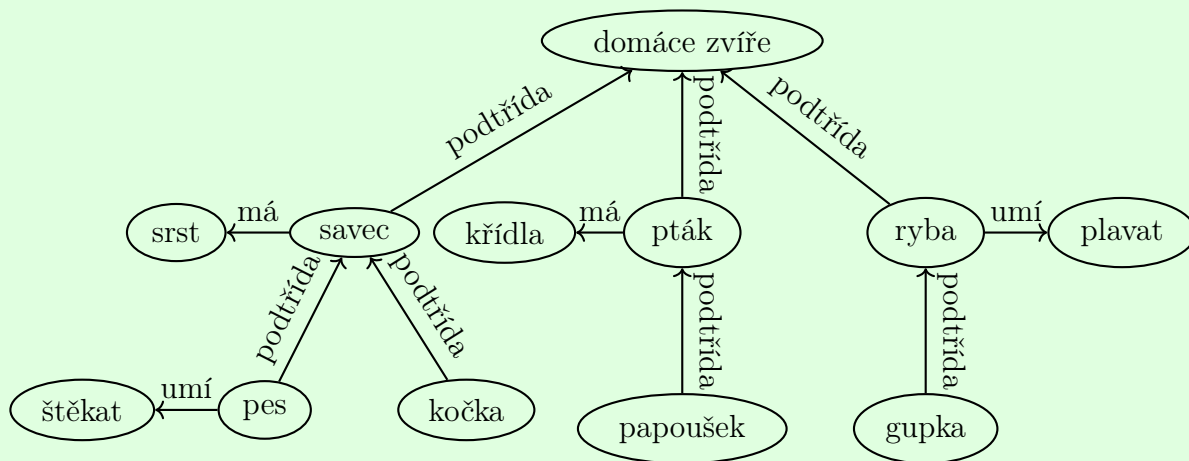 domáce zvíře
podtřída
podtřída
podtřída
srst
má
savec
křídla
má
pták
ryba
umí
plavat
podtřída
podtřída
podtřída
podtřída
štěkat
umí
pes
kočka
papoušek
gupka